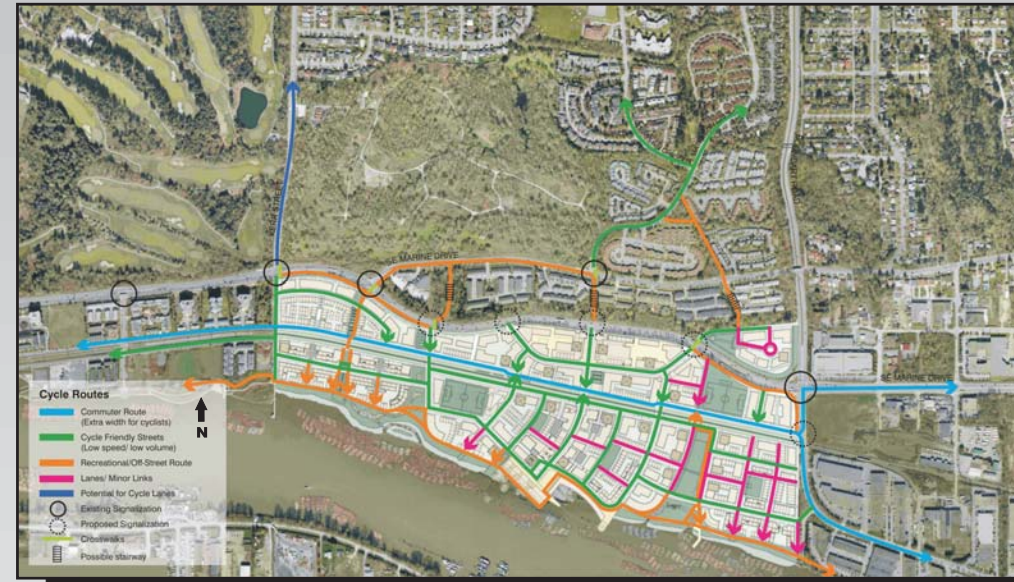 E MARINE DRIVE
SE MARINE DRIVE
Cycle Routes
Commuter Route
(Extra width for cyclists)
Cycle Friendly Streets
(Low speed/ low volume)
Recreational/Off-Street Route
Lanes/ Minor Links
Potential for Cycle Lanes
Existing Signalization
Proposed Signalization
Crosswalks
Possible stairway
N